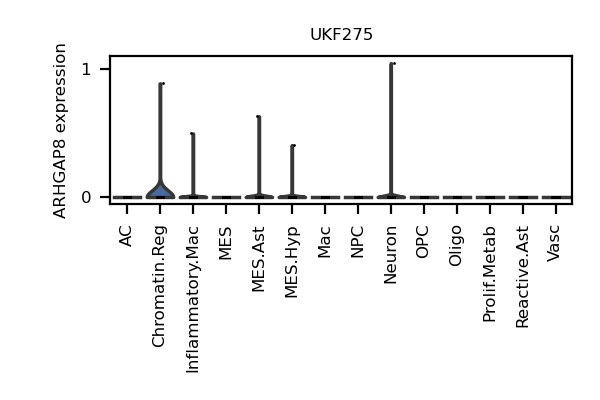 UKF275
ARHGAP8 expression
1
0
AC
Chromatin.Reg
Inflammatory.Mac
MES
MES.Ast
MES.Hyp
Mac
NPC
Neuron
OPC
Oligo
Prolif.Metab
Reactive.Ast
Vasc